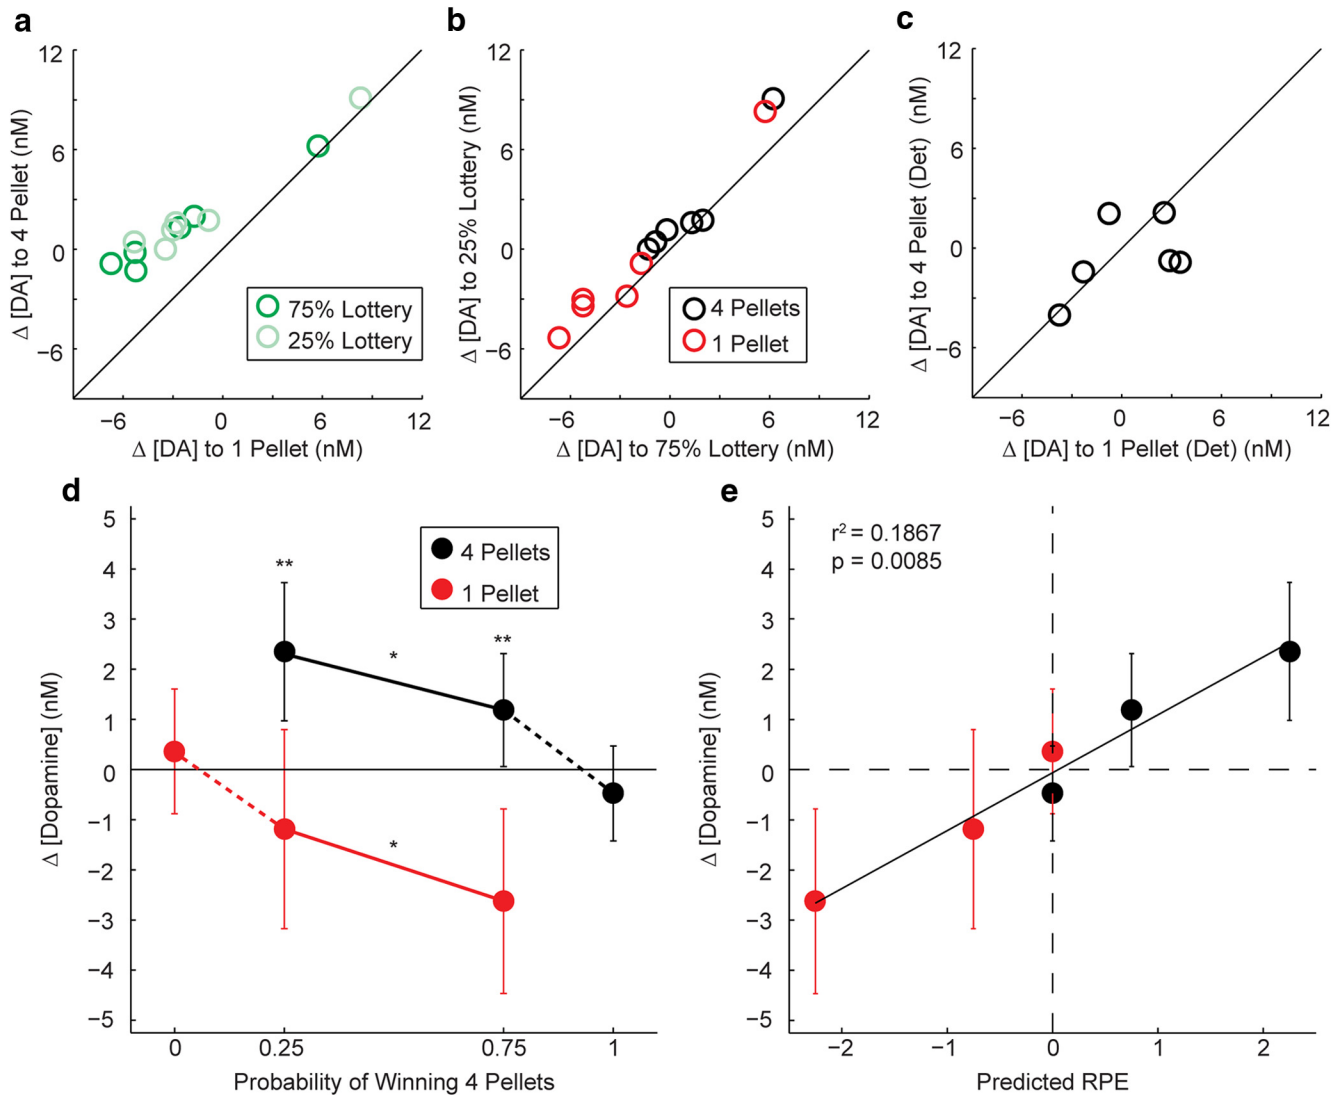 a
12
6
0
−6
−6
0
6
12
Δ [DA] to 4 Pellet (nM)
Δ [DA] to 1 Pellet (nM)
75% Lottery
25% Lottery
b
12
6
0
−6
−6
0
6
12
Δ [DA] to 25% Lottery (nM)
Δ [DA] to 75% Lottery (nM)
4 Pellets
1 Pellet
c
12
6
0
−6
−6
0
6
12
Δ [DA] to 4 Pellet (Det) (nM)
Δ [DA] to 1 Pellet (Det) (nM)
d
5
4
3
2
1
0
−1
−2
−3
−4
−5
Δ [Dopamine] (nM)
4 Pellets
1 Pellet
**
*
**
*
0
0.25
0.75
1
Probability of Winning 4 Pellets
e
5
4
3
2
1
0
−1
−2
−3
−4
−5
Δ [Dopamine] (nM)
r² = 0.1867
p = 0.0085
−2
−1
0
1
2
Predicted RPE